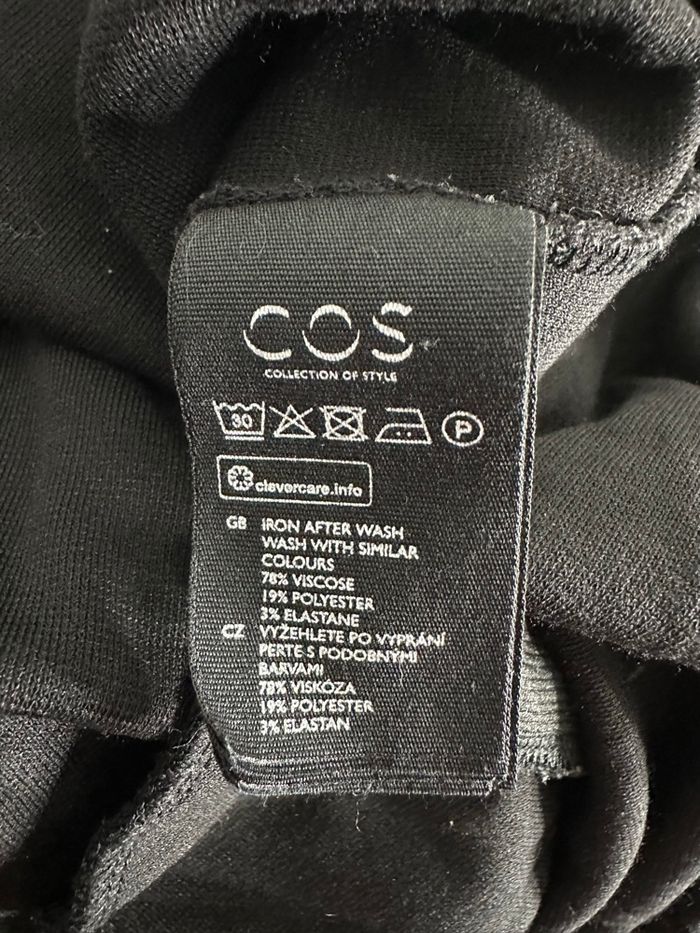 COS
COLLECTION OF STYLE
30 P
clevercare.info
GB IRON AFTER WASH
WASH WITH SIMILAR
COLOURS
78% VISCOSE
19% POLYESTER
3% ELASTANE
CZ VYŽEHLETE PO VYPRÁNÍ
PERTE S PODOBNÝMI
BARVAMI
78% VISKÓZA
19% POLYESTER
3% ELASTAN